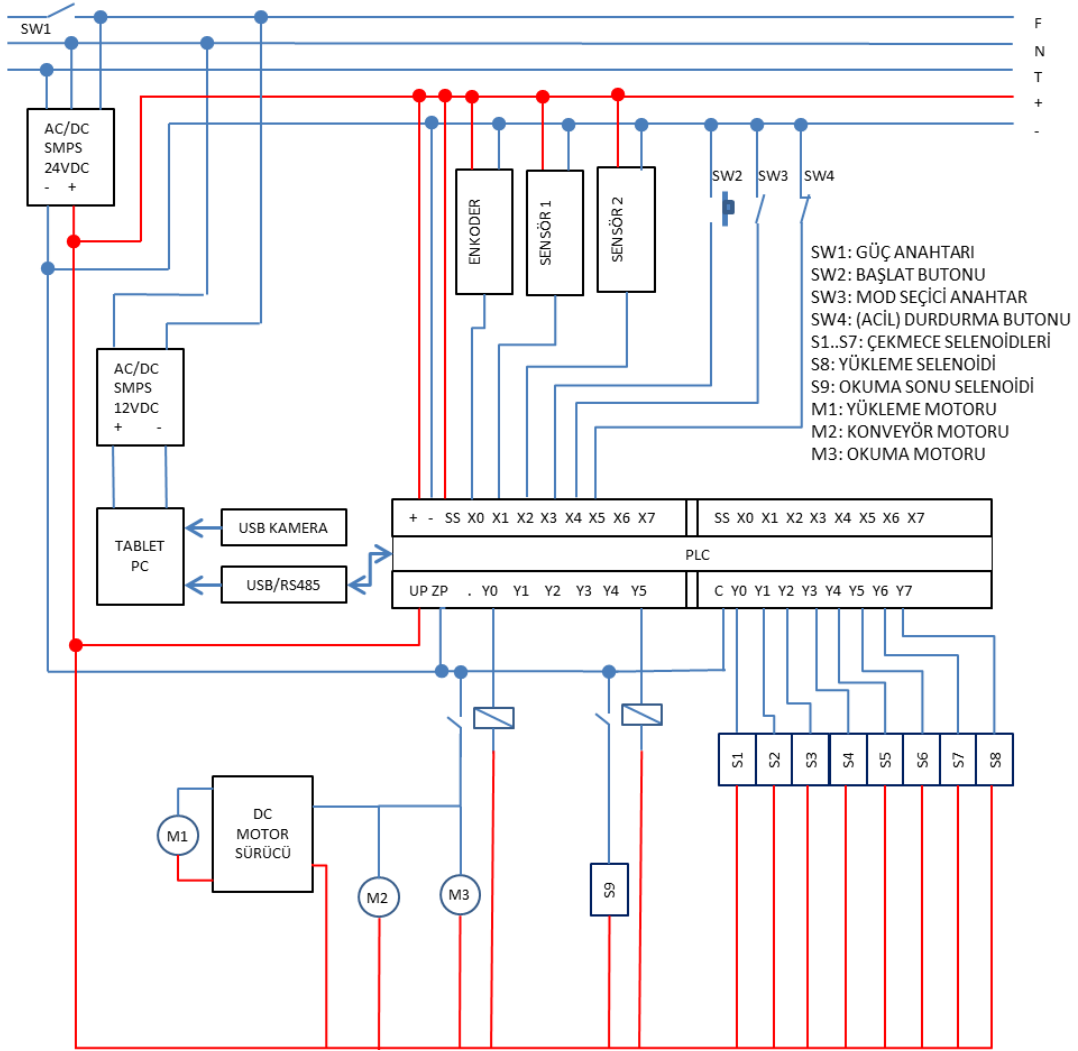 SW1
F
N
T
+
-
AC/DC
SMPS
24VDC
- +
ENKODER
SENSÖR 1
SENSÖR 2
SW2
SW3
SW4
SW1: GÜÇ ANAHTARI
SW2: BAŞLAT BUTONU
SW3: MOD SEÇİCİ ANAHTAR
SW4: (ACİL) DURDURMA BUTONU
S1..S7: ÇEKMECE SELENOİDLERİ
S8: YÜKLEME SELENOİDİ
S9: OKUMA SONU SELENOİDİ
M1: YÜKLEME MOTORU
M2: KONVEYÖR MOTORU
M3: OKUMA MOTORU
AC/DC
SMPS
12VDC
+ -
TABLET
PC
USB KAMERA
USB/RS485
+ - SS X0 X1 X2 X3 X4 X5 X6 X7
SS X0 X1 X2 X3 X4 X5 X6 X7
PLC
UP ZP . Y0 Y1 Y2 Y3 Y4 Y5
C Y0 Y1 Y2 Y3 Y4 Y5 Y6 Y7
S1
S2
S3
S4
S5
S6
S7
S8
DC
MOTOR
SÜRÜCÜ
M1
M2
M3
S9